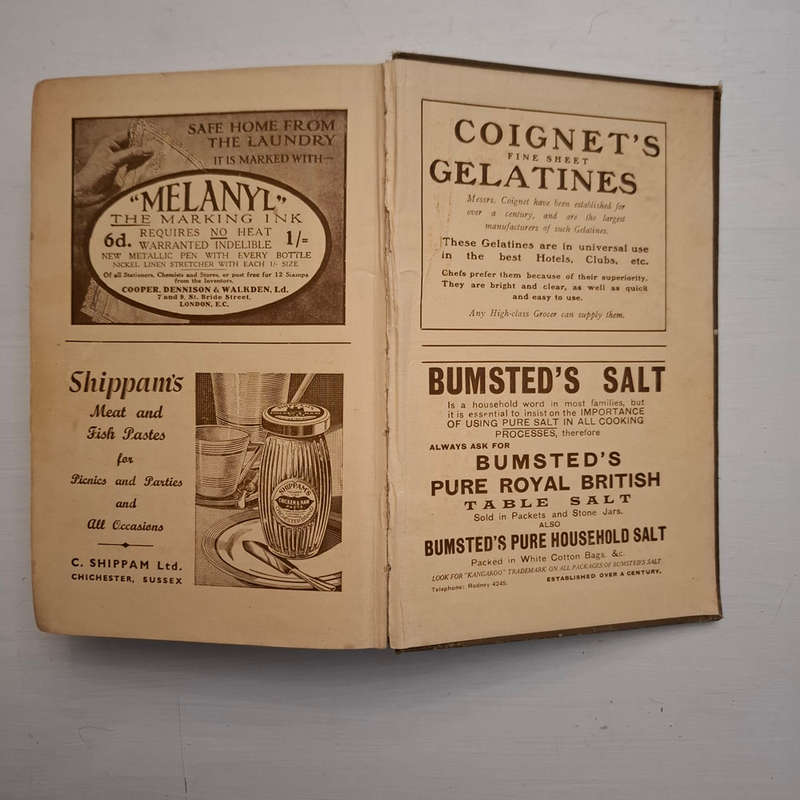 SAFE HOME FROM
THE LAUNDRY
IT IS MARKED WITH—
"MELANYL"
THE MARKING INK
REQUIRES NO HEAT
6d. WARRANTED INDELIBLE 1/=
NEW METALLIC PEN WITH EVERY BOTTLE
NICKEL LINEN STRETCHER WITH EACH 1/- SIZE
Of all Stationers, Chemists and Stores, or post free for 12 Stamps
from the Inventors.
COOPER, DENNISON & WALKDEN, Ld.
7 and 9, St. Bride Street,
LONDON, E.C.
Shippam's
Meat and
Fish Pastes
for
Picnics and Parties
and
All Occasions
C. SHIPPAM Ltd.
CHICHESTER, SUSSEX
SHIPPAM'S
CHICKEN & HAM
COIGNET'S
FINE SHEET
GELATINES
Messrs. Coignet have been established for
over a century, and are the largest
manufacturers of such Gelatines.
These Gelatines are in universal use
in the best Hotels, Clubs, etc.
Chefs prefer them because of their superiority.
They are bright and clear, as well as quick
and easy to use.
Any High-class Grocer can supply them.
BUMSTED'S SALT
Is a household word in most families, but
it is essential to insist on the IMPORTANCE
OF USING PURE SALT IN ALL COOKING
PROCESSES, therefore
ALWAYS ASK FOR
BUMSTED'S
PURE ROYAL BRITISH
TABLE SALT
Sold in Packets and Stone Jars.
ALSO
BUMSTED'S PURE HOUSEHOLD SALT
Packed in White Cotton Bags, &c.
LOOK FOR "KANGAROO" TRADEMARK ON ALL PACKAGES OF BUMSTED'S SALT
Telephone: Rodney 4245. ESTABLISHED OVER A CENTURY.